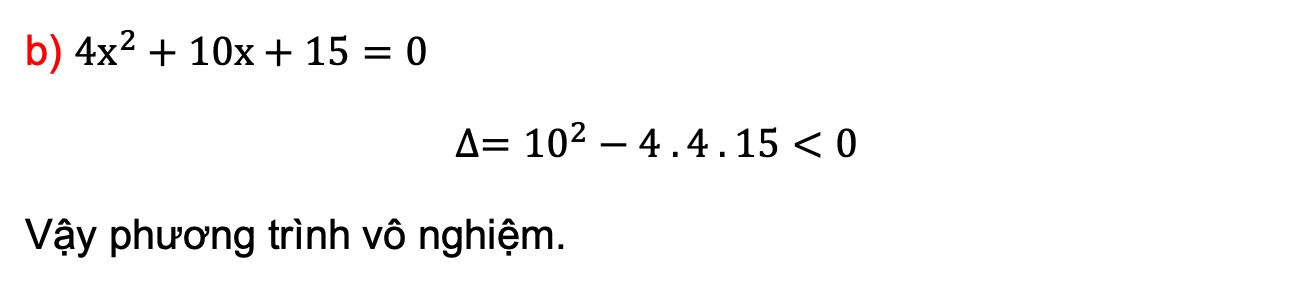 b) 4x² + 10x + 15 = 0
Δ= 10² − 4 . 4 . 15 < 0
Vậy phương trình vô nghiệm.